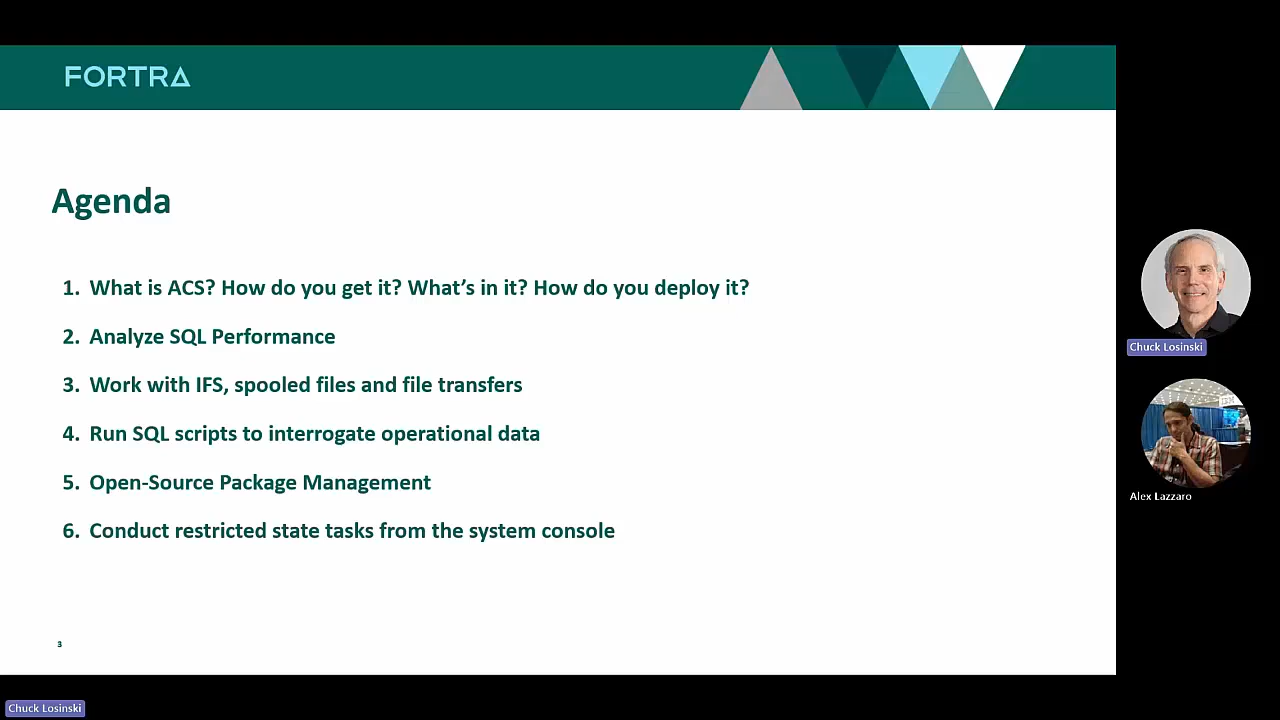 FORTRA
Agenda
1. What is ACS? How do you get it? What’s in it? How do you deploy it?
2. Analyze SQL Performance
3. Work with IFS, spooled files and file transfers
4. Run SQL scripts to interrogate operational data
5. Open-Source Package Management
6. Conduct restricted state tasks from the system console
3
Chuck Losinski
Alex Lazzaro
Chuck Losinski